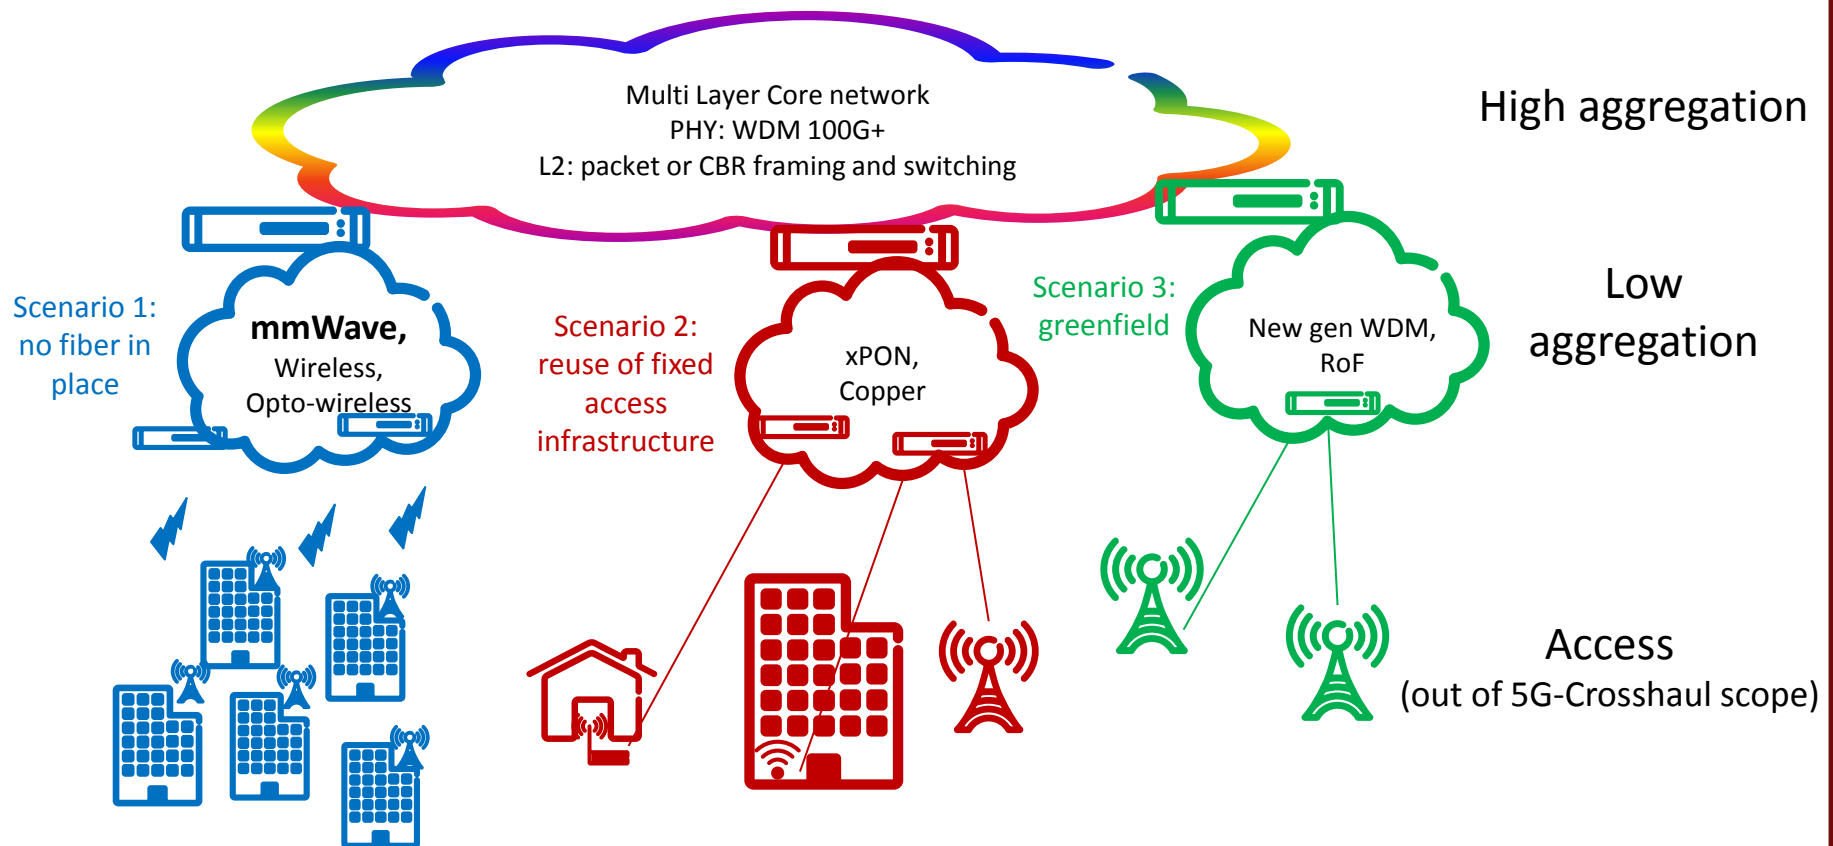 Multi Layer Core network
PHY: WDM 100G+
L2: packet or CBR framing and switching
High aggregation
Scenario 1:
no fiber in
place
mmWave,
Wireless,
Opto-wireless
Scenario 2:
reuse of fixed
access
infrastructure
xPON,
Copper
Scenario 3:
greenfield
New gen WDM,
RoF
Low
aggregation
Access
(out of 5G-Crosshaul scope)